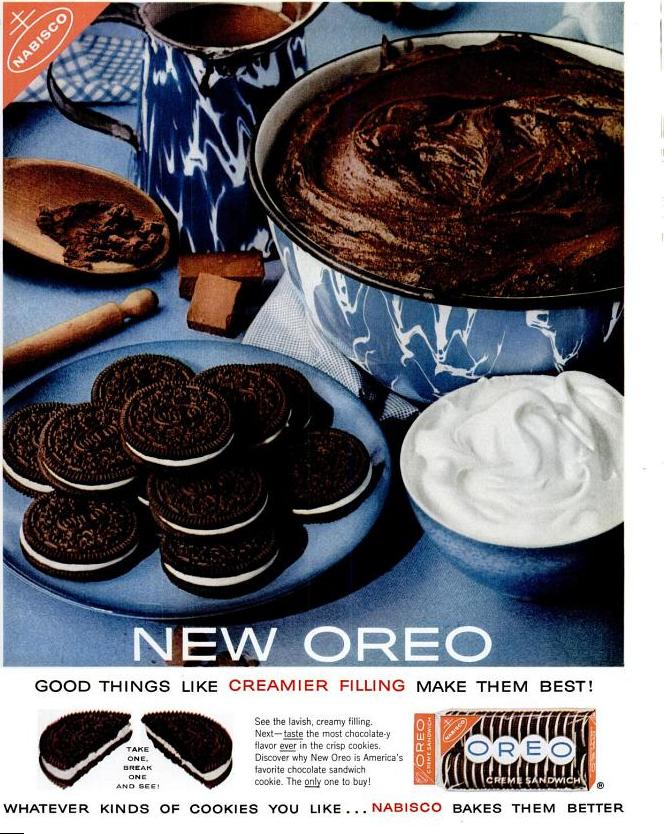 NABISCO
NEW OREO
GOOD THINGS LIKE CREAMIER FILLING MAKE THEM BEST!
TAKE
ONE,
BREAK
ONE
AND SEE!
See the lavish, creamy filling.
Next—taste the most chocolate-y
flavor ever in the crisp cookies.
Discover why New Oreo is America's
favorite chocolate sandwich
cookie. The only one to buy!
OREO
CREME SANDWICH
NABISCO
OREO
CREME SANDWICH
®
WHATEVER KINDS OF COOKIES YOU LIKE... NABISCO BAKES THEM BETTER